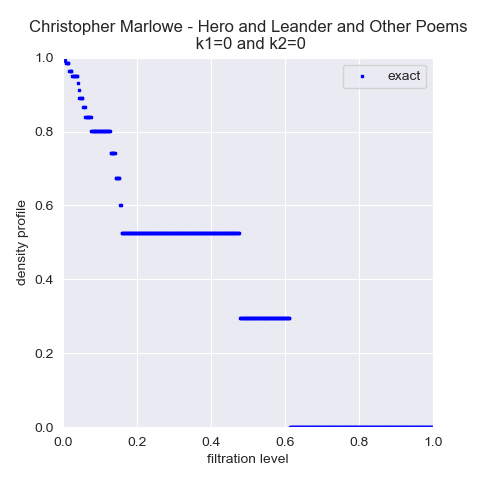 Christopher Marlowe - Hero and Leander and Other Poems
k1=0 and k2=0
exact
density profile
1.0
0.8
0.6
0.4
0.2
0.0
0.0 0.2 0.4 0.6 0.8 1.0
filtration level